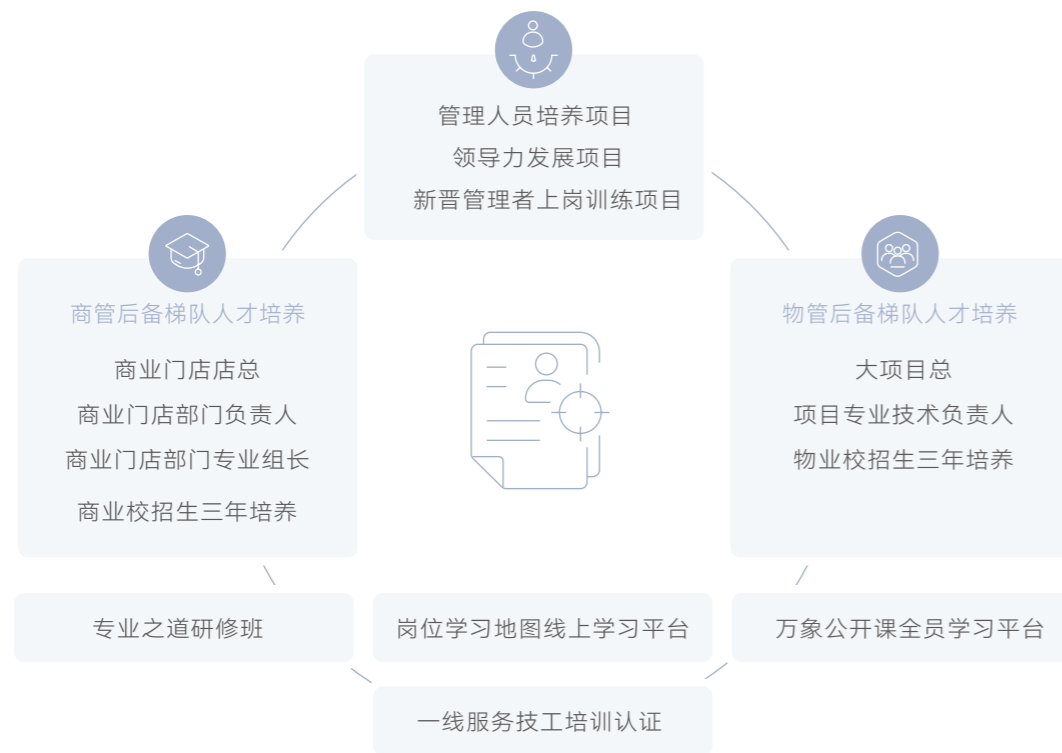 管理人员培养项目
领导力发展项目
新晋管理者上岗训练项目
商管后备梯队人才培养
商业门店店总
商业门店部门负责人
商业门店部门专业组长
商业校招生三年培养
物管后备梯队人才培养
大项目总
项目专业技术负责人
物业校招生三年培养
专业之道研修班
岗位学习地图线上学习平台
万象公开课全员学习平台
一线服务技工培训认证